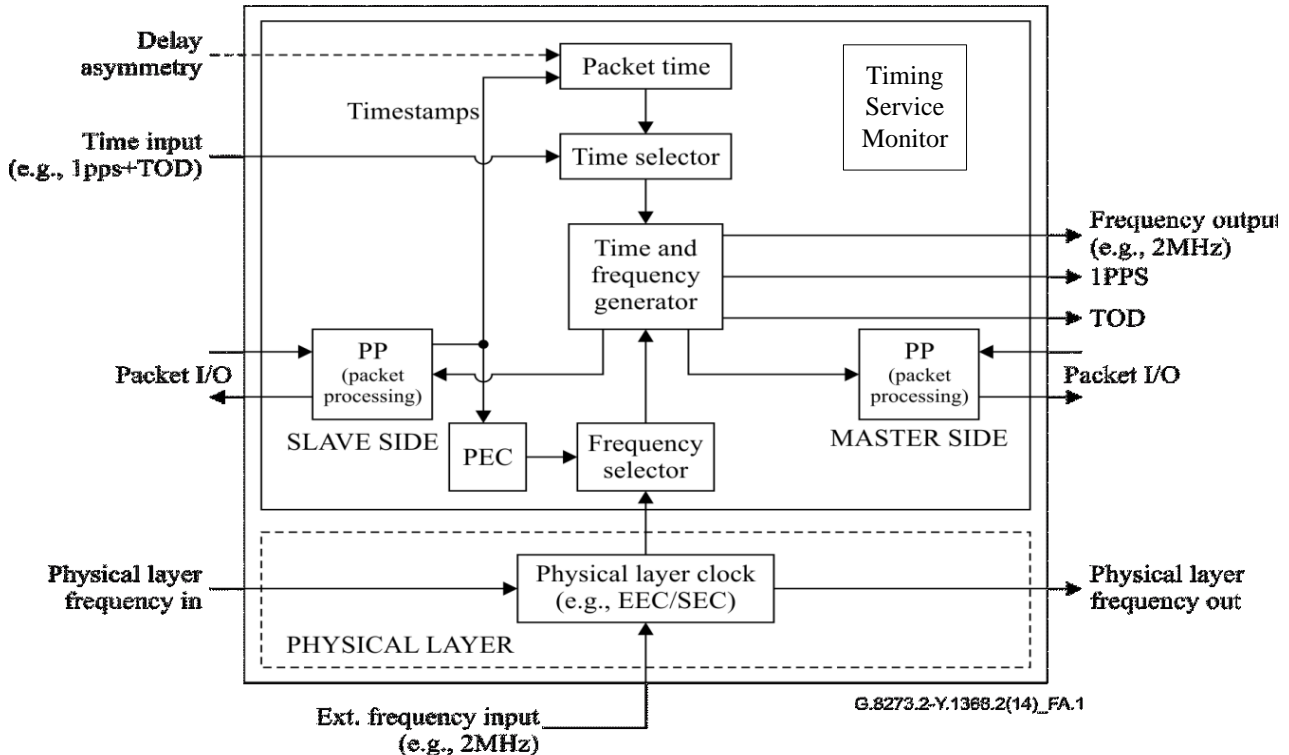 Delay
asymmetry
Packet time
Timing
Service
Monitor
Timestamps
Time input
(e.g., 1pps+TOD)
Time selector
Time and
frequency
generator
Frequency output
(e.g., 2MHz)
1PPS
TOD
Packet I/O
PP
(packet
processing)
SLAVE SIDE
PP
(packet
processing)
MASTER SIDE
Packet I/O
PEC
Frequency
selector
Physical layer
frequency in
Physical layer clock
(e.g., EEC/SEC)
Physical layer
frequency out
PHYSICAL LAYER
Ext. frequency input
(e.g., 2MHz)
G.8273.2-Y.1368.2(14)_FA.1